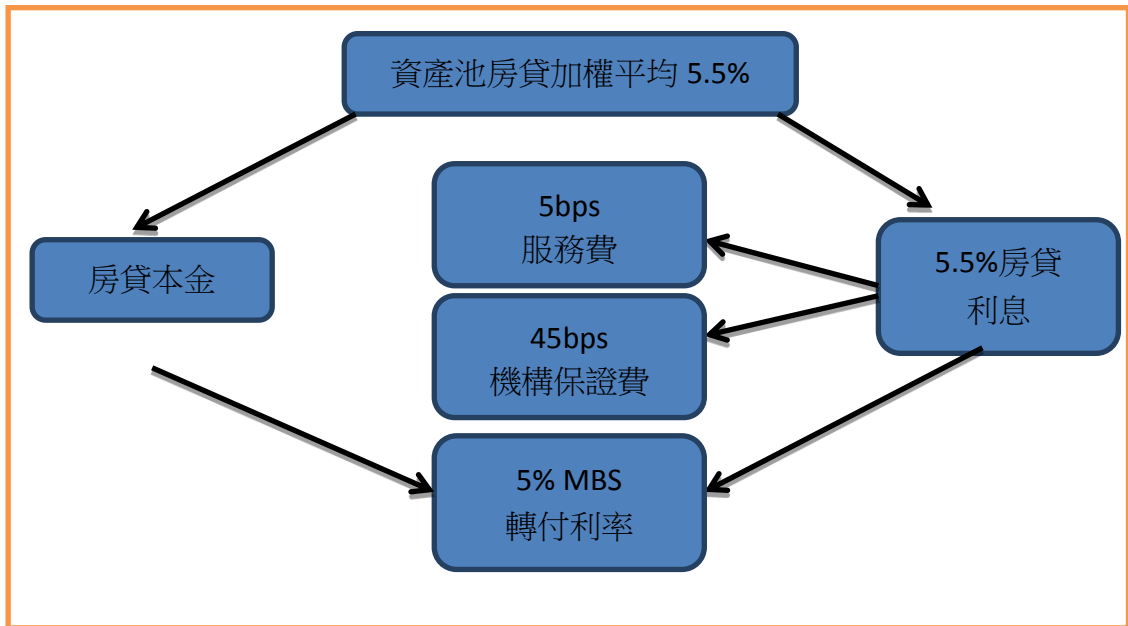 資產池房貸加權平均 5.5%
5bps
服務費
房貸本金
5.5%房貸
利息
45bps
機構保證費
5% MBS
轉付利率